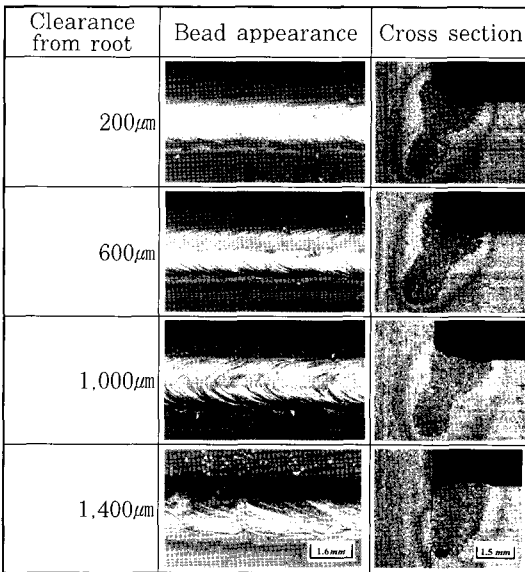 Clearance
from root
Bead appearance
Cross section
200μm
600μm
1,000μm
1,400μm
1.6mm
1.5mm